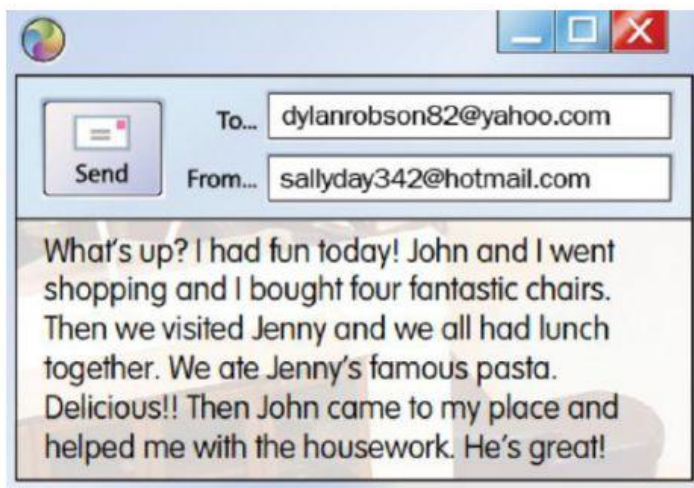 Send
To... dylanrobson82@yahoo.com
From... sallyday342@hotmail.com
What's up? I had fun today! John and I went
shopping and I bought four fantastic chairs.
Then we visited Jenny and we all had lunch
together. We ate Jenny's famous pasta.
Delicious!! Then John came to my place and
helped me with the housework. He's great!